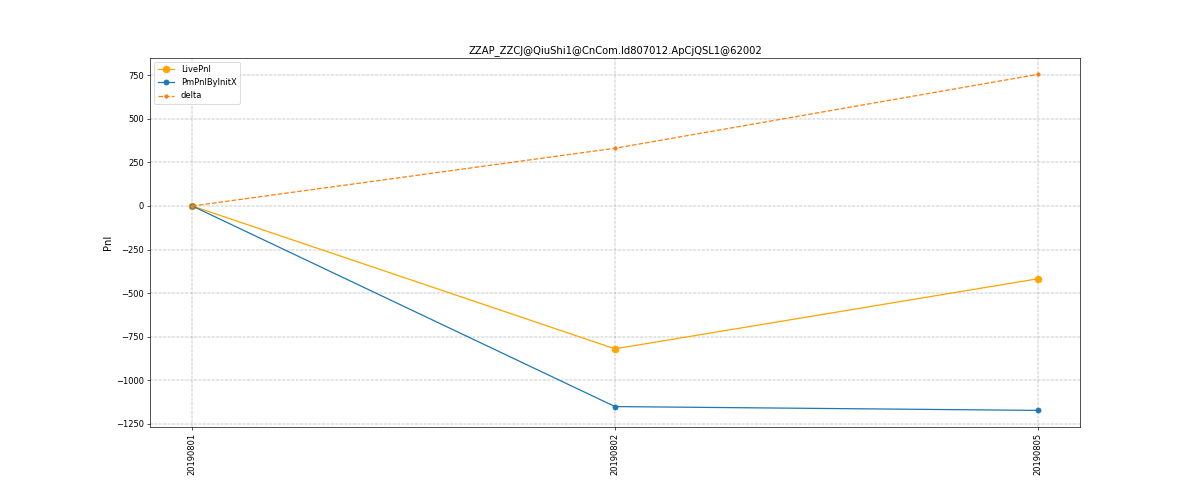 ZZAP_ZZCJ@QiuShi1@CnCom.Id807012.ApCjQSL1@62002
LivePnl
PmPnlByInitX
delta
750
500
250
0
−250
−500
−750
−1000
−1250
Pnl
20190801
20190802
20190805